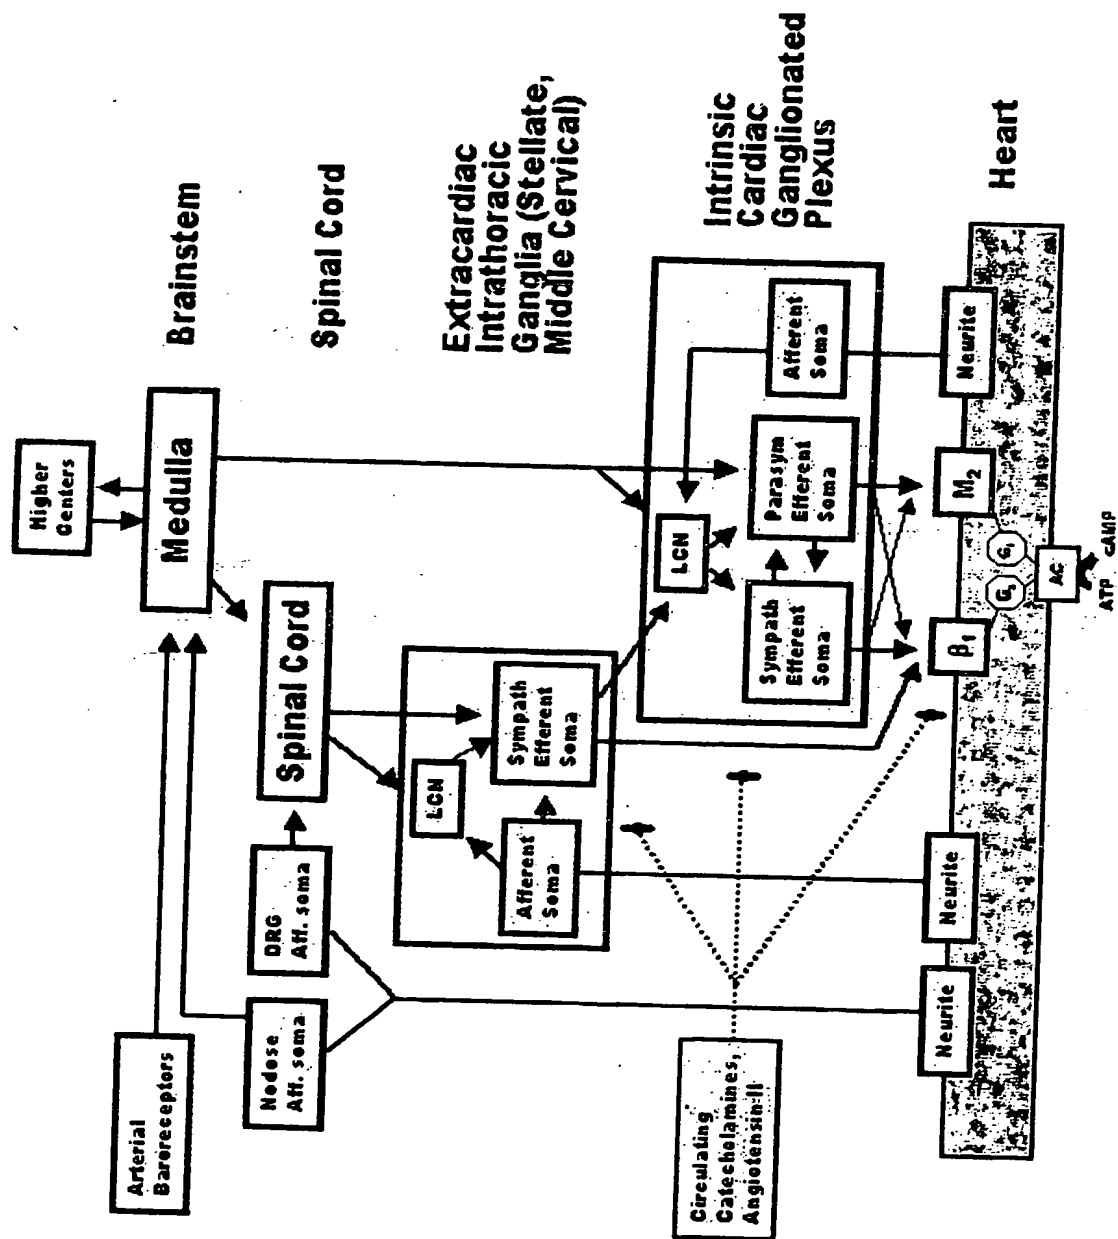 Higher
Centers
Medulla
Brainstem
Arterial
Baroreceptors
Nodose
Aff. soma
DRG
Aff. soma
Spinal Cord
Spinal Cord
LCN
Afferent
Soma
Sympath
Efferent
Soma
Extracardiac
Intrathoracic
Ganglia (Stellate,
Middle Cervical)
Circulating
Catecholamines,
Angiotensin-II
LCN
Sympath
Efferent
Soma
Parasym
Efferent
Soma
Afferent
Soma
Intrinsic
Cardiac
Ganglionated
Plexus
Neurite
Neurite
β1
M2
Neurite
Gs
Gi
AC
ATP
cAMP
Heart